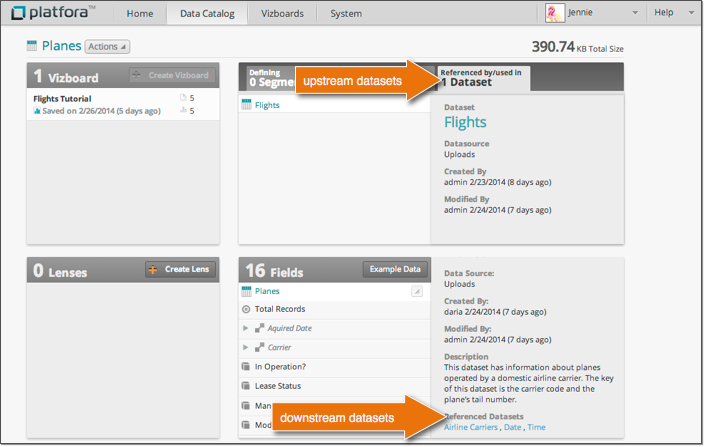 platfora™
Home
Data Catalog
Vizboards
System
Jennie
Help
Planes
Actions
390.74 KB Total Size
1 Vizboard
Create Vizboard
Flights Tutorial
5
Saved on 2/26/2014 (5 days ago)
5
Defining
0
upstream datasets
Referenced by/used in
1 Dataset
Flights
Dataset
Flights
Datasource
Uploads
Created By
admin 2/23/2014 (8 days ago)
Modified By
admin 2/24/2014 (7 days ago)
0 Lenses
Create Lens
16 Fields
Example Data
Planes
Total Records
Aquired Date
Carrier
In Operation?
Lease Status
downstream datasets
Data Source:
Uploads
Created By:
daria 2/24/2014 (7 days ago)
Modified By:
admin 2/24/2014 (7 days ago)
Description
This dataset has information about planes
operated by a domestic airline carrier. The key
of this dataset is the carrier code and the
plane's tail number.
Referenced Datasets
Airline Carriers , Date , Time